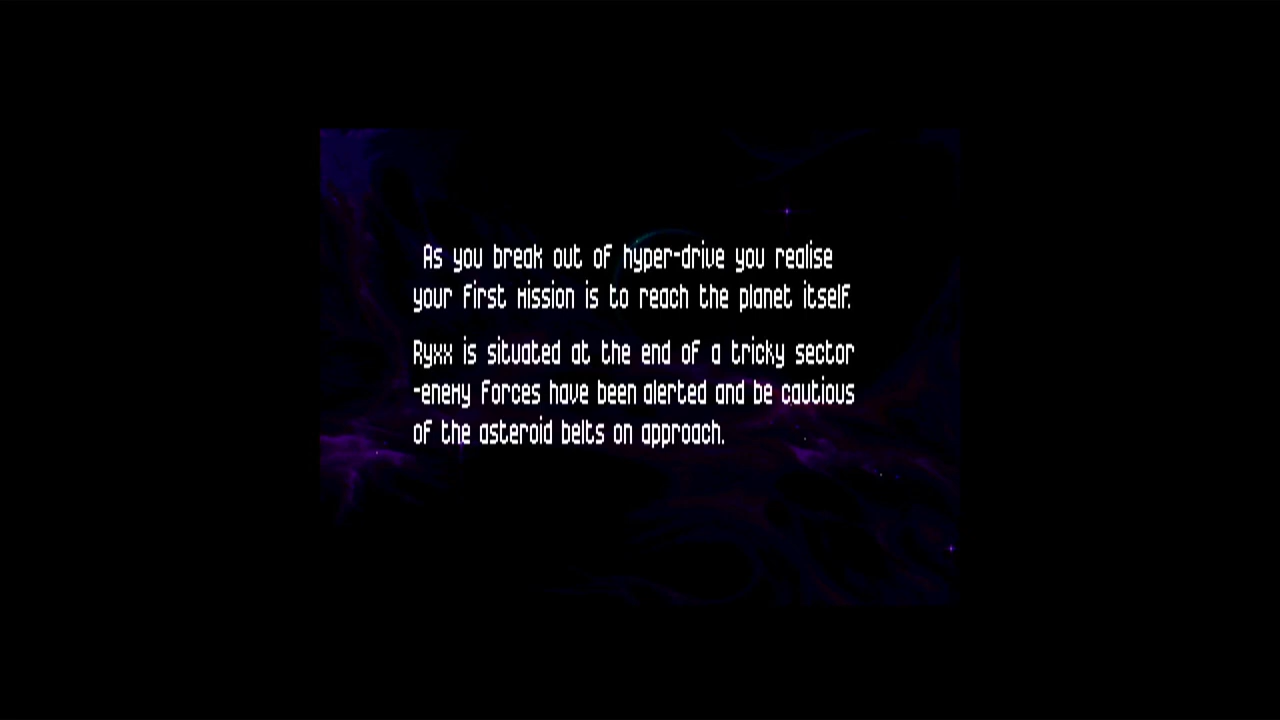 As you break out of hyper-drive you realise
your first mission is to reach the planet itself.
Ryxx is situated at the end of a tricky sector
-enemy forces have been alerted and be cautious
of the asteroid belts on approach.